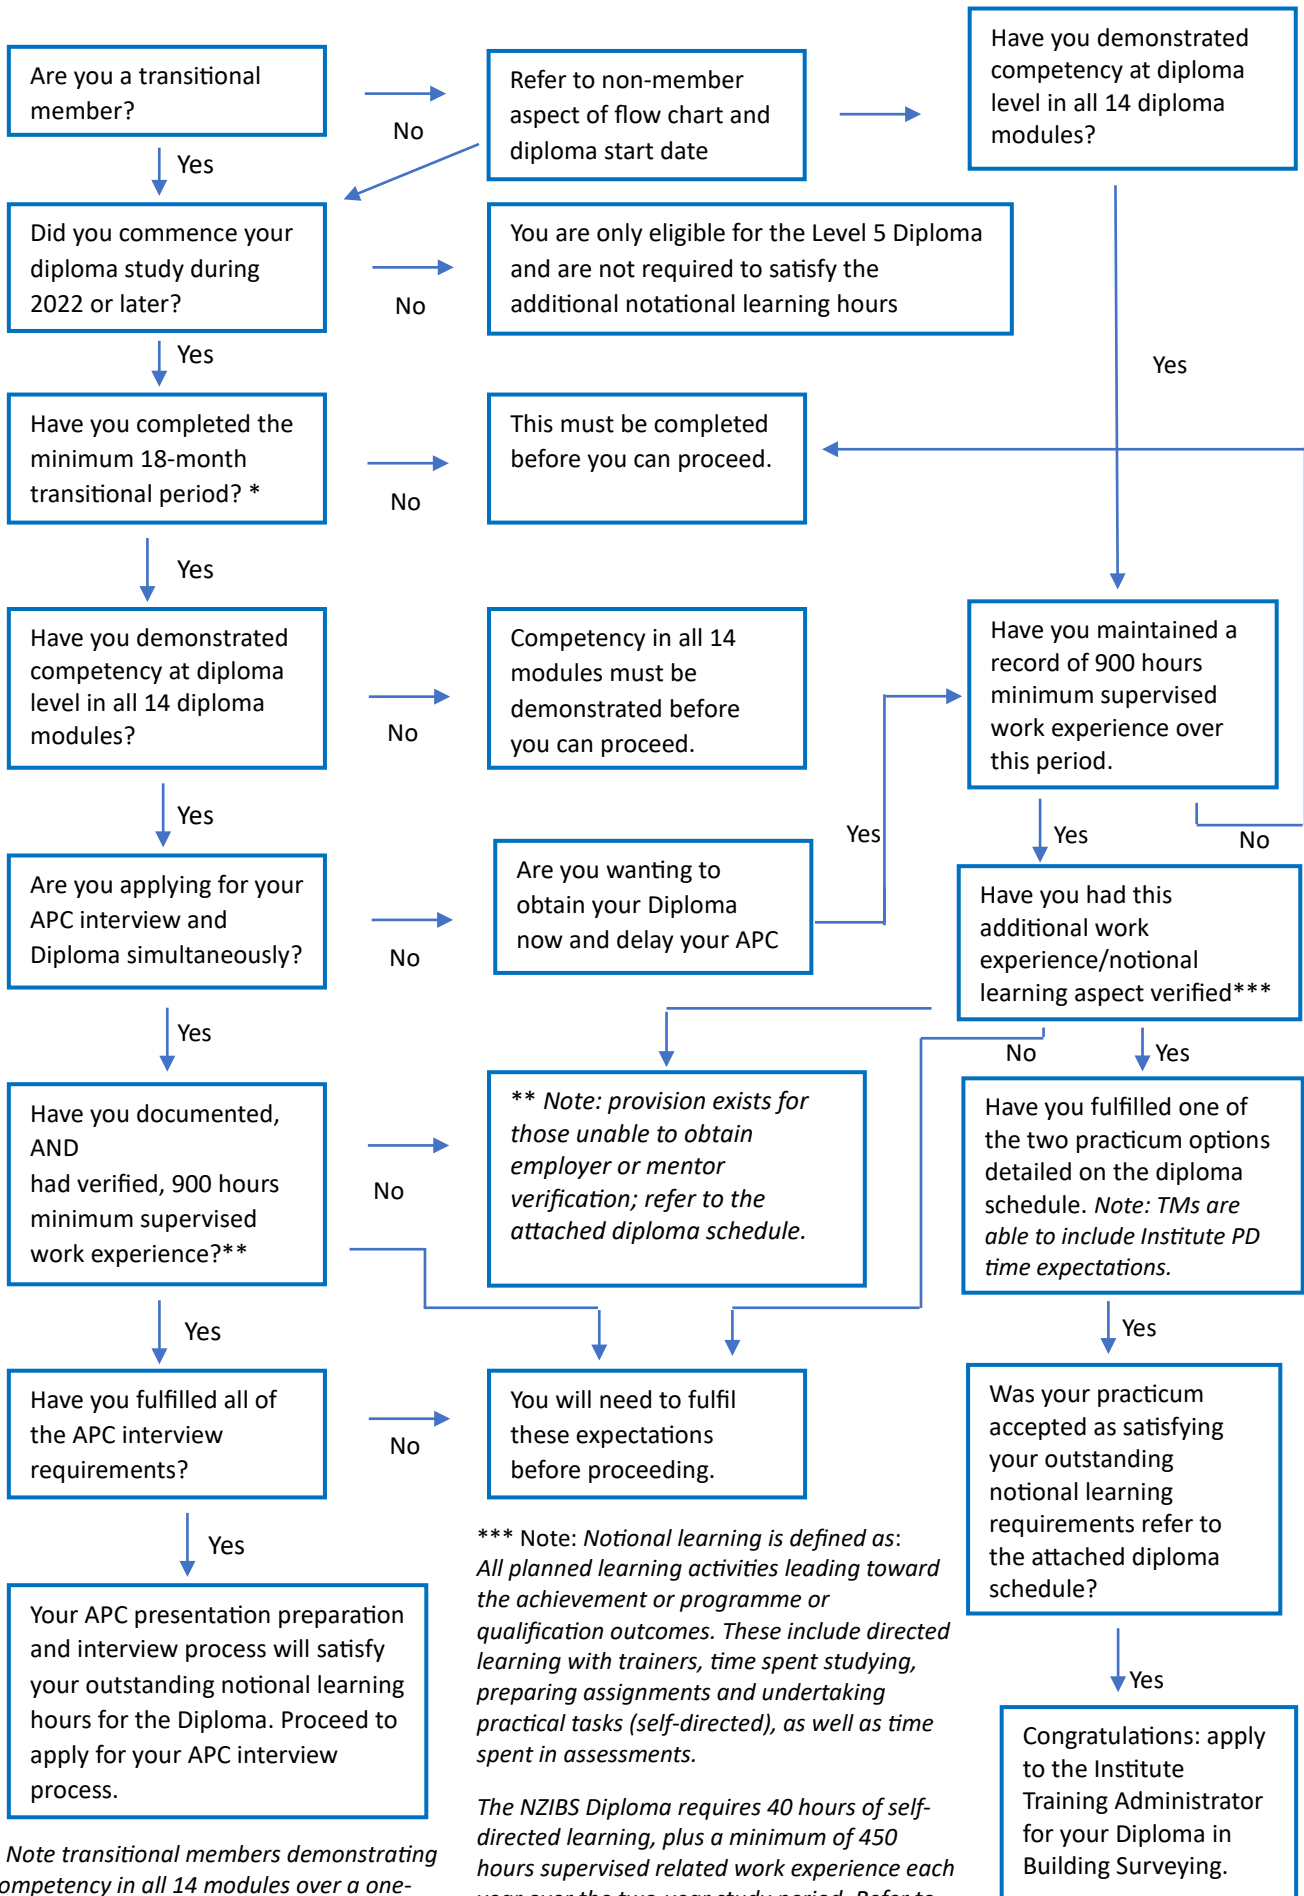 Are you a transitional
member?
No
Refer to non-member
aspect of flow chart and
diploma start date
Have you demonstrated
competency at diploma
level in all 14 diploma
modules?
Yes
Did you commence your
diploma study during
2022 or later?
No
You are only eligible for the Level 5 Diploma
and are not required to satisfy the
additional notational learning hours
Yes
Yes
Have you completed the
minimum 18-month
transitional period? *
No
This must be completed
before you can proceed.
Yes
Have you demonstrated
competency at diploma
level in all 14 diploma
modules?
No
Competency in all 14
modules must be
demonstrated before
you can proceed.
Have you maintained a
record of 900 hours
minimum supervised
work experience over
this period.
Yes
Yes
Yes
No
Are you applying for your
APC interview and
Diploma simultaneously?
No
Are you wanting to
obtain your Diploma
now and delay your APC
Have you had this
additional work
experience/notional
learning aspect verified***
Yes
No
Yes
Have you documented,
AND
had verified, 900 hours
minimum supervised
work experience?**
No
** Note: provision exists for
those unable to obtain
employer or mentor
verification; refer to the
attached diploma schedule.
Have you fulfilled one of
the two practicum options
detailed on the diploma
schedule. Note: TMs are
able to include Institute PD
time expectations.
Yes
Yes
Have you fulfilled all of
the APC interview
requirements?
No
You will need to fulfil
these expectations
before proceeding.
Was your practicum
accepted as satisfying
your outstanding
notional learning
requirements refer to
the attached diploma
schedule?
Yes
Your APC presentation preparation
and interview process will satisfy
your outstanding notional learning
hours for the Diploma. Proceed to
apply for your APC interview
process.
*** Note: Notional learning is defined as:
All planned learning activities leading toward
the achievement or programme or
qualification outcomes. These include directed
learning with trainers, time spent studying,
preparing assignments and undertaking
practical tasks (self-directed), as well as time
spent in assessments.
Yes
Congratulations: apply
to the Institute
Training Administrator
for your Diploma in
Building Surveying.
Note transitional members demonstrating
ompetency in all 14 modules over a one-
The NZIBS Diploma requires 40 hours of self-
directed learning, plus a minimum of 450
hours supervised related work experience each
year over the two-year study period. Refer to